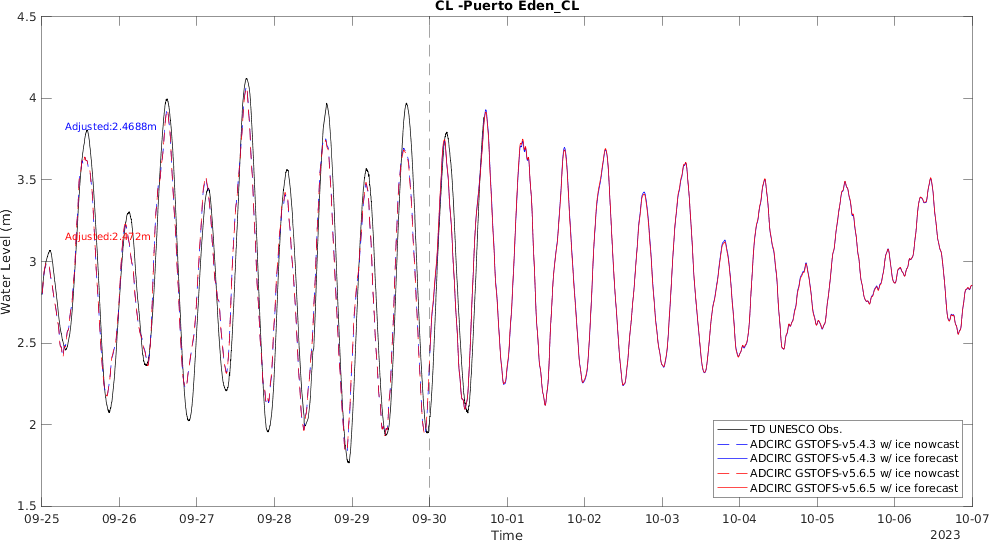 CL -Puerto Eden_CL
4.5
4
3.5
3
2.5
2
1.5
Water Level (m)
Adjusted:2.4688m
Adjusted:2.472m
TD UNESCO Obs.
ADCIRC GSTOFS-v5.4.3 w/ ice nowcast
ADCIRC GSTOFS-v5.4.3 w/ ice forecast
ADCIRC GSTOFS-v5.6.5 w/ ice nowcast
ADCIRC GSTOFS-v5.6.5 w/ ice forecast
09-25 09-26 09-27 09-28 09-29 09-30 10-01 10-02 10-03 10-04 10-05 10-06 10-07
Time
2023